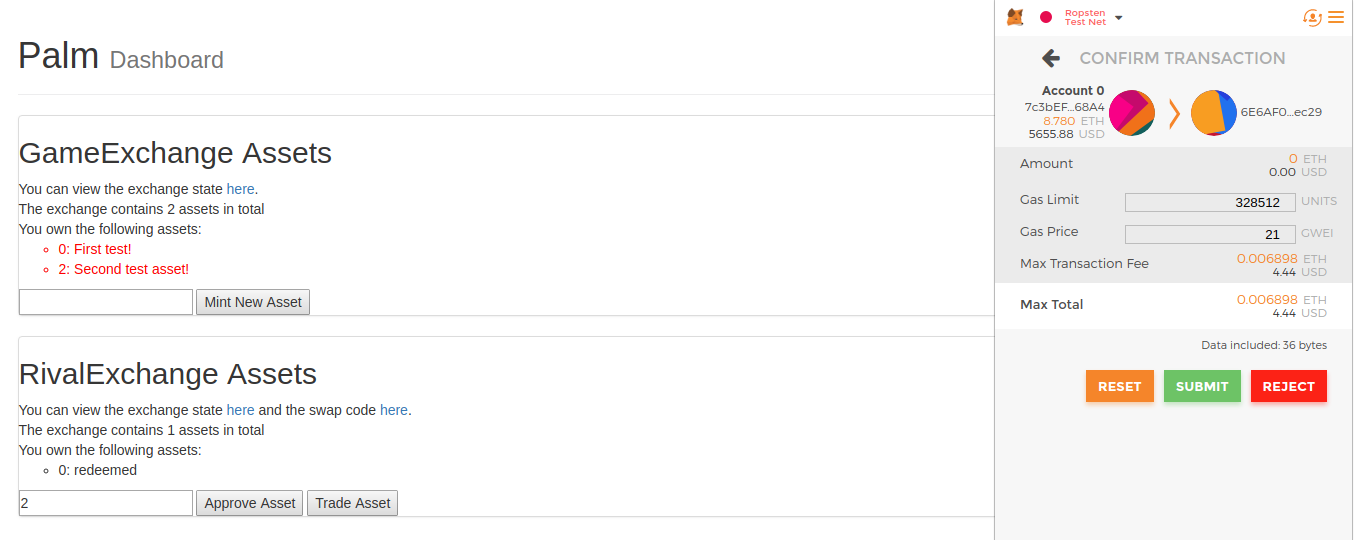 Palm Dashboard
GameExchange Assets
You can view the exchange state here.
The exchange contains 2 assets in total
You own the following assets:
0: First test!
2: Second test asset!
Mint New Asset
RivalExchange Assets
You can view the exchange state here and the swap code here.
The exchange contains 1 assets in total
You own the following assets:
0: redeemed
2 Approve Asset Trade Asset
Ropsten
Test Net
CONFIRM TRANSACTION
Account 0
7c3bEF...68A4
8.780 ETH
5655.88 USD
6E6AF0...ec29
Amount 0 ETH
0.00 USD
Gas Limit 328512 UNITS
Gas Price 21 GWEI
Max Transaction Fee 0.006898 ETH
4.44 USD
Max Total 0.006898 ETH
4.44 USD
Data included: 36 bytes
RESET SUBMIT REJECT